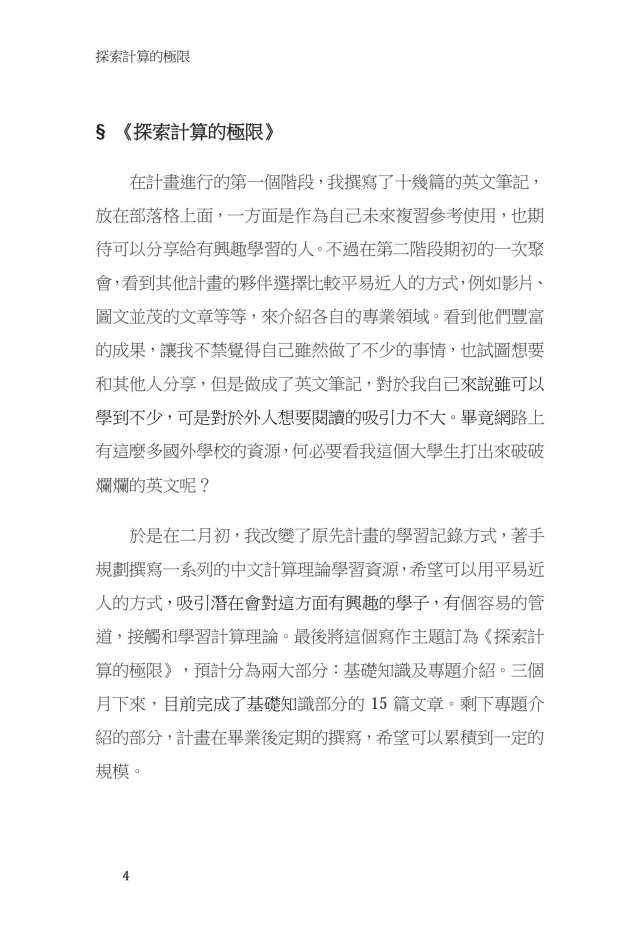 探索計算的極限
§ 《探索計算的極限》
在計畫進行的第一個階段，我撰寫了十幾篇的英文筆記，
放在部落格上面，一方面是作為自己未來複習參考使用，也期
待可以分享給有興趣學習的人。不過在第二階段期初的一次聚
會，看到其他計畫的夥伴選擇比較平易近人的方式，例如影片、
圖文並茂的文章等等，來介紹各自的專業領域。看到他們豐富
的成果，讓我不禁覺得自己雖然做了不少的事情，也試圖想要
和其他人分享，但是做成了英文筆記，對於我自己來說雖可以
學到不少，可是對於外人想要閱讀的吸引力不大。畢竟網路上
有這麼多國外學校的資源，何必要看我這個大學生打出來破破
爛爛的英文呢？
於是在二月初，我改變了原先計畫的學習記錄方式，著手
規劃撰寫一系列的中文計算理論學習資源，希望可以用平易近
人的方式，吸引潛在會對這方面有興趣的學子，有個容易的管
道，接觸和學習計算理論。最後將這個寫作主題訂為《探索計
算的極限》，預計分為兩大部分：基礎知識及專題介紹。三個
月下來，目前完成了基礎知識部分的 15 篇文章。剩下專題介
紹的部分，計畫在畢業後定期的撰寫，希望可以累積到一定的
規模。
4